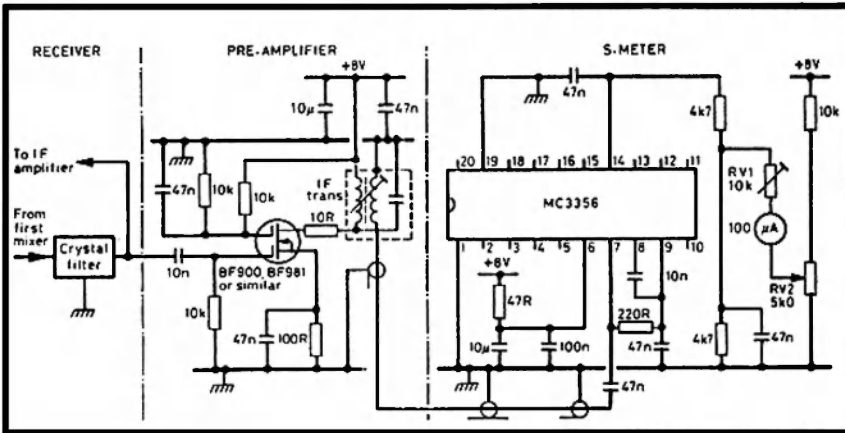 RECEIVER
PRE-AMPLIFIER
S-METER
+8V
+8V
10µ
47n
47n
4k7
10k
To IF
amplifier
47n
10k
10k
IF
trans
20 19 18 17 16 15 14 13 12 11
RV1
10k
MC3356
100
µA
From
first
mixer
10R
Crystal
filter
1 2 3 4 5 6 7 8 9 10
10n
BF900, BF981
or similar
+8V
10n
RV2
5k0
47R
220R
10k
47n
100R
10µ
100n
47n
4k7
47n
47n